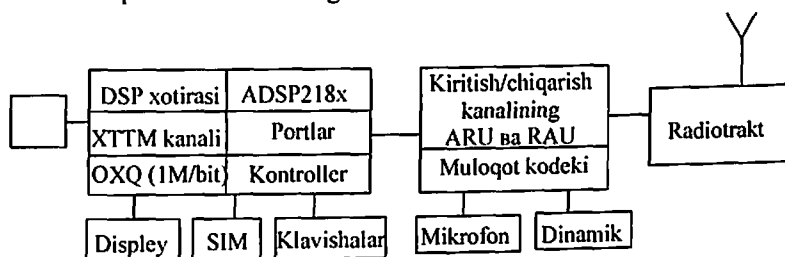 DSP xotirasi
ADSP218x
XTTM kanali
Portlar
OXQ (1M/bit)
Kontroller
Kiritish/chiqarish
kanalining
ARU ва RAU
Muloqot kodeki
Radiotrakt
Displey
SIM
Klavishalar
Mikrofon
Dinamik